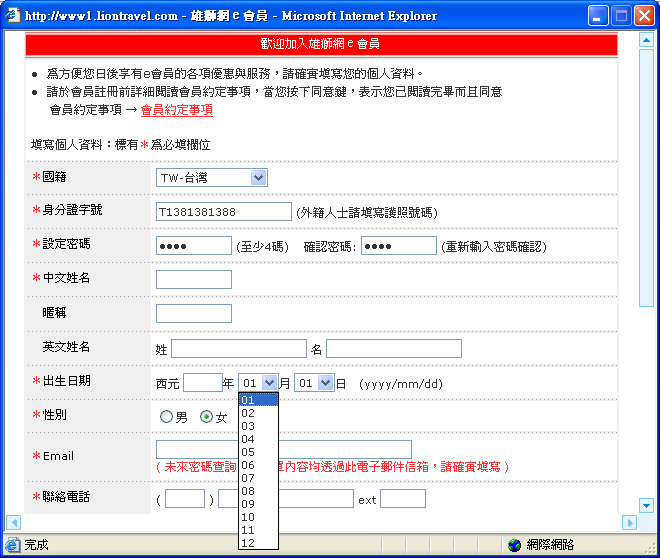 http://www1.liontravel.com - 雄獅網 e 會員 - Microsoft Internet Explorer
歡迎加入雄獅網 e 會員
● 為方便您日後享有e會員的各項優惠與服務，請確實填寫您的個人資料。
● 請於會員註冊前詳細閱讀會員約定事項，當您按下同意鍵，表示您已閱讀完畢而且同意
會員約定事項 → 會員約定事項
填寫個人資料：標有＊為必填欄位
＊國籍 TW-台灣
＊身分證字號 T1381381388 (外籍人士請填寫護照號碼)
＊設定密碼 ●●●● (至少4碼) 確認密碼: ●●●● (重新輸入密碼確認)
＊中文姓名
暱稱
英文姓名 姓 名
＊出生日期 西元 年 01 月 01 日 (yyyy/mm/dd)
01
＊性別 男 女
02
03
04
05
＊Email
06
( 未來密碼查詢 單內容均透過此電子郵件信箱，請確實填寫 )
07
08
＊聯絡電話 ( ) ext
09
10
11
12
完成 網際網路